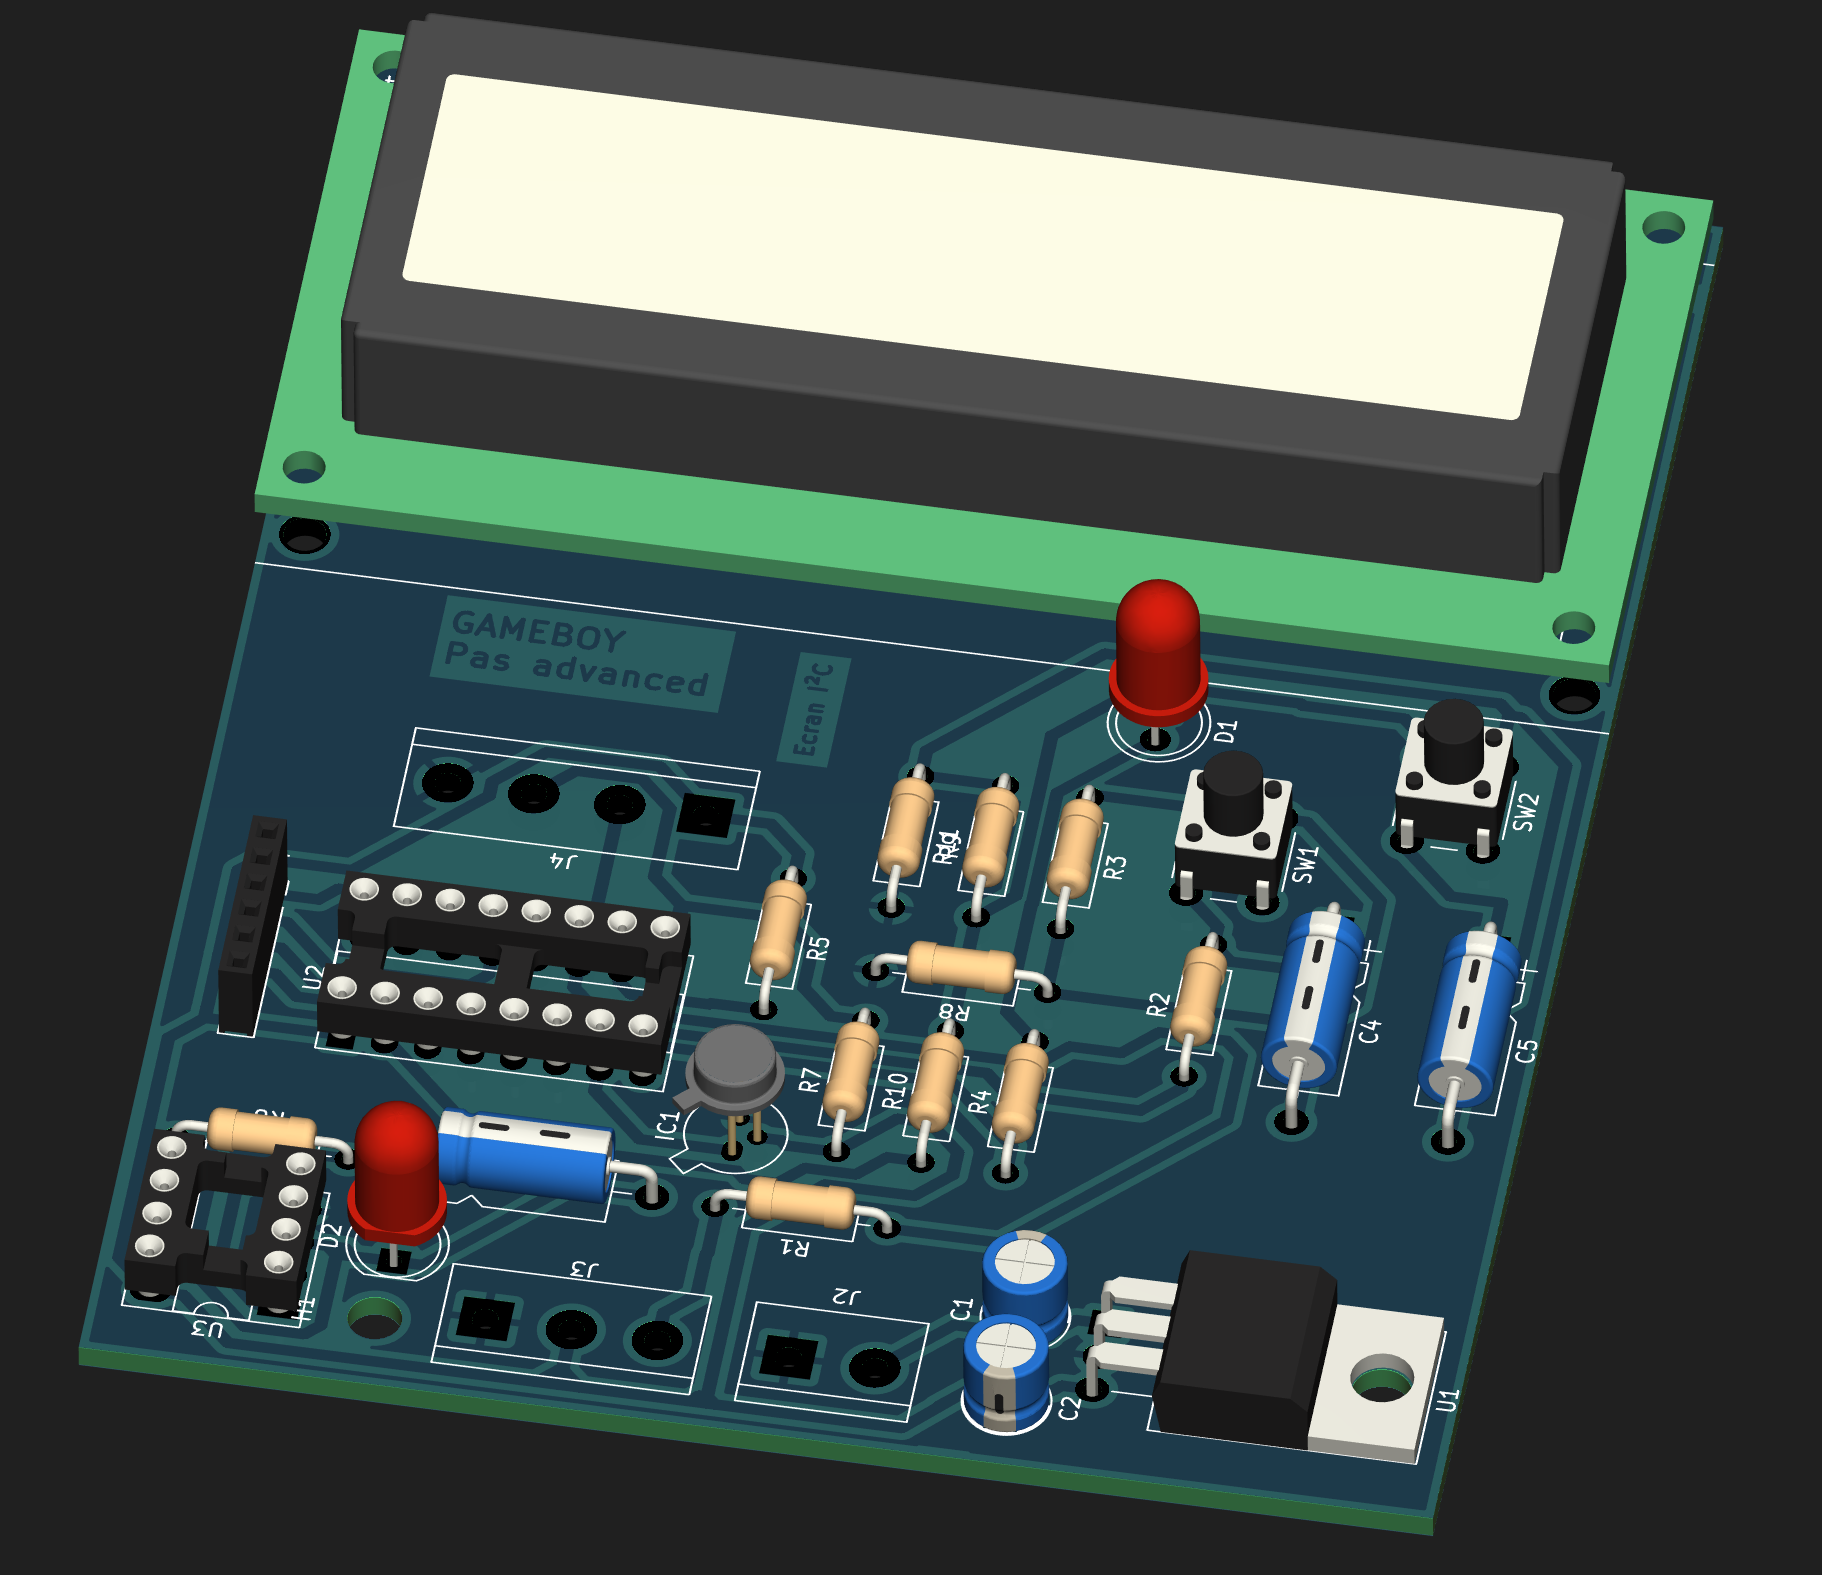 GAMEBOY
Pas advanced
Ecran I²C
D1
SW2
J4
R3
SW1
R5
U2
R8
R2
C4
C5
R7
R10
R4
IC1
D2
R1
J3
J2
C1
C2
U3
U1